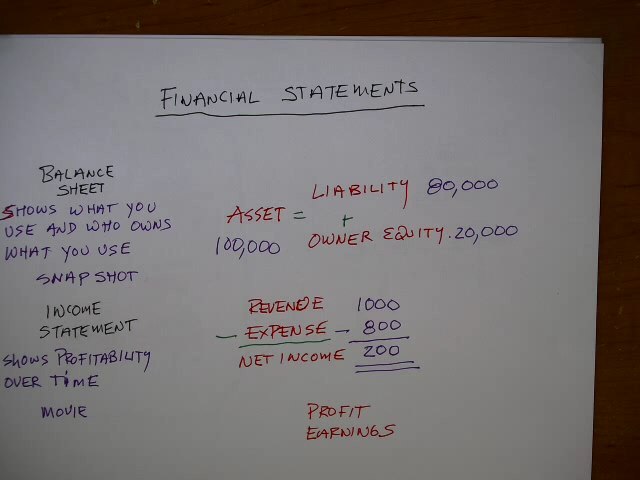 FINANCIAL STATEMENTS
BALANCE
SHEET
SHOWS WHAT YOU
USE AND WHO OWNS
WHAT YOU USE
SNAPSHOT
LIABILITY 80,000
ASSET = +
100,000 OWNER EQUITY. 20,000
INCOME
STATEMENT
SHOWS PROFITABILITY
OVER TIME
MOVIE
REVENUE 1000
- EXPENSE - 800
NET INCOME 200
PROFIT
EARNINGS